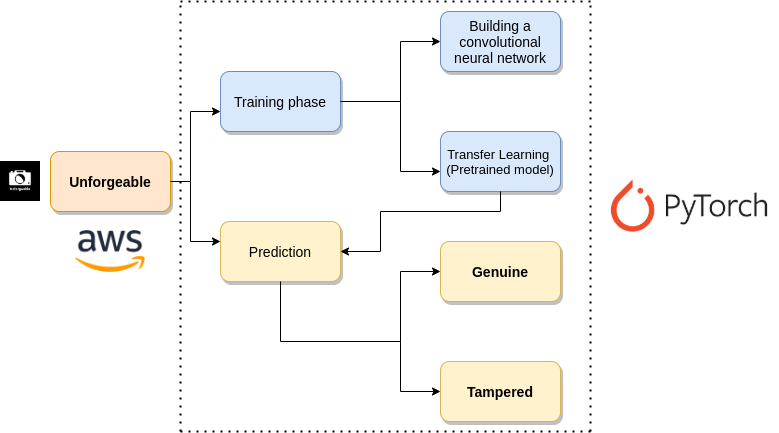 Building a
convolutional
neural network
Training phase
Transfer Learning
(Pretrained model)
Unforgeable
aws
PyTorch
Prediction
Genuine
Tampered